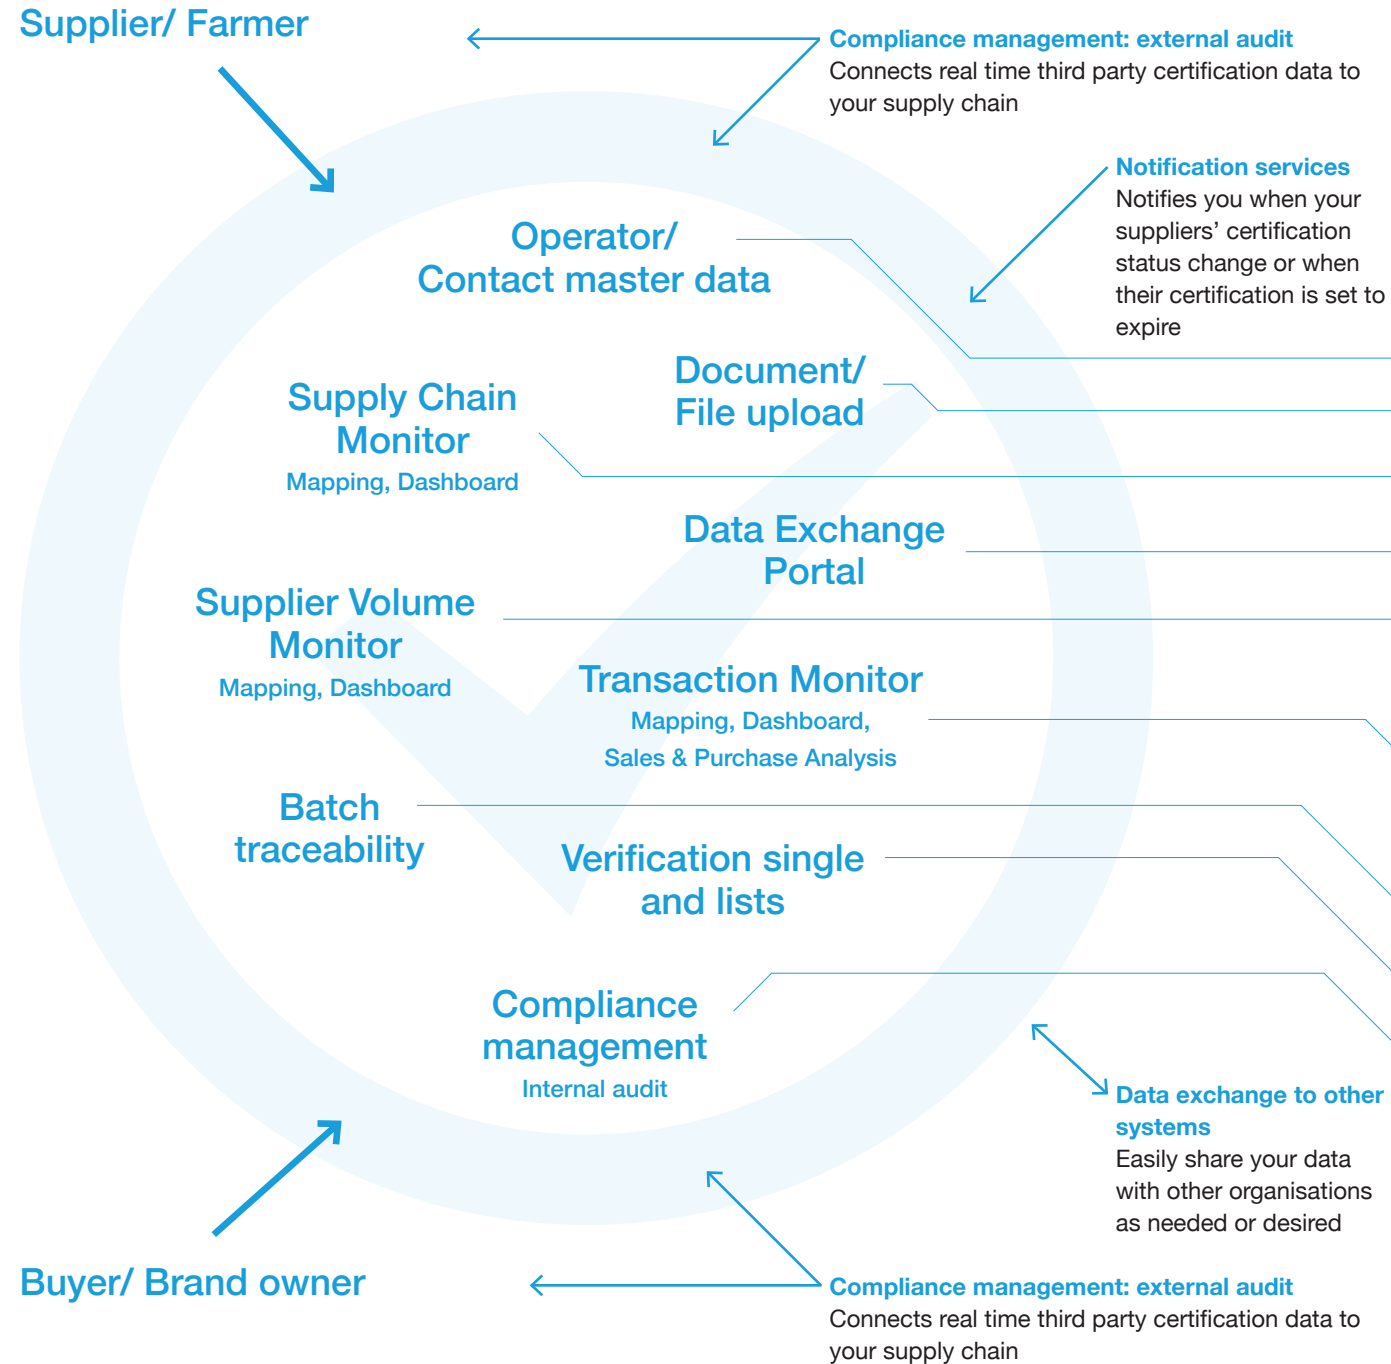 Supplier/ Farmer
Compliance management: external audit
Connects real time third party certification data to
your supply chain
Notification services
Notifies you when your
suppliers’ certification
status change or when
their certification is set to
expire
Operator/
Contact master data
Document/
File upload
Supply Chain
Monitor
Mapping, Dashboard
Data Exchange
Portal
Supplier Volume
Monitor
Mapping, Dashboard
Transaction Monitor
Mapping, Dashboard,
Sales & Purchase Analysis
Batch
traceability
Verification single
and lists
Compliance
management
Internal audit
Data exchange to other
systems
Easily share your data
with other organisations
as needed or desired
Buyer/ Brand owner
Compliance management: external audit
Connects real time third party certification data to
your supply chain